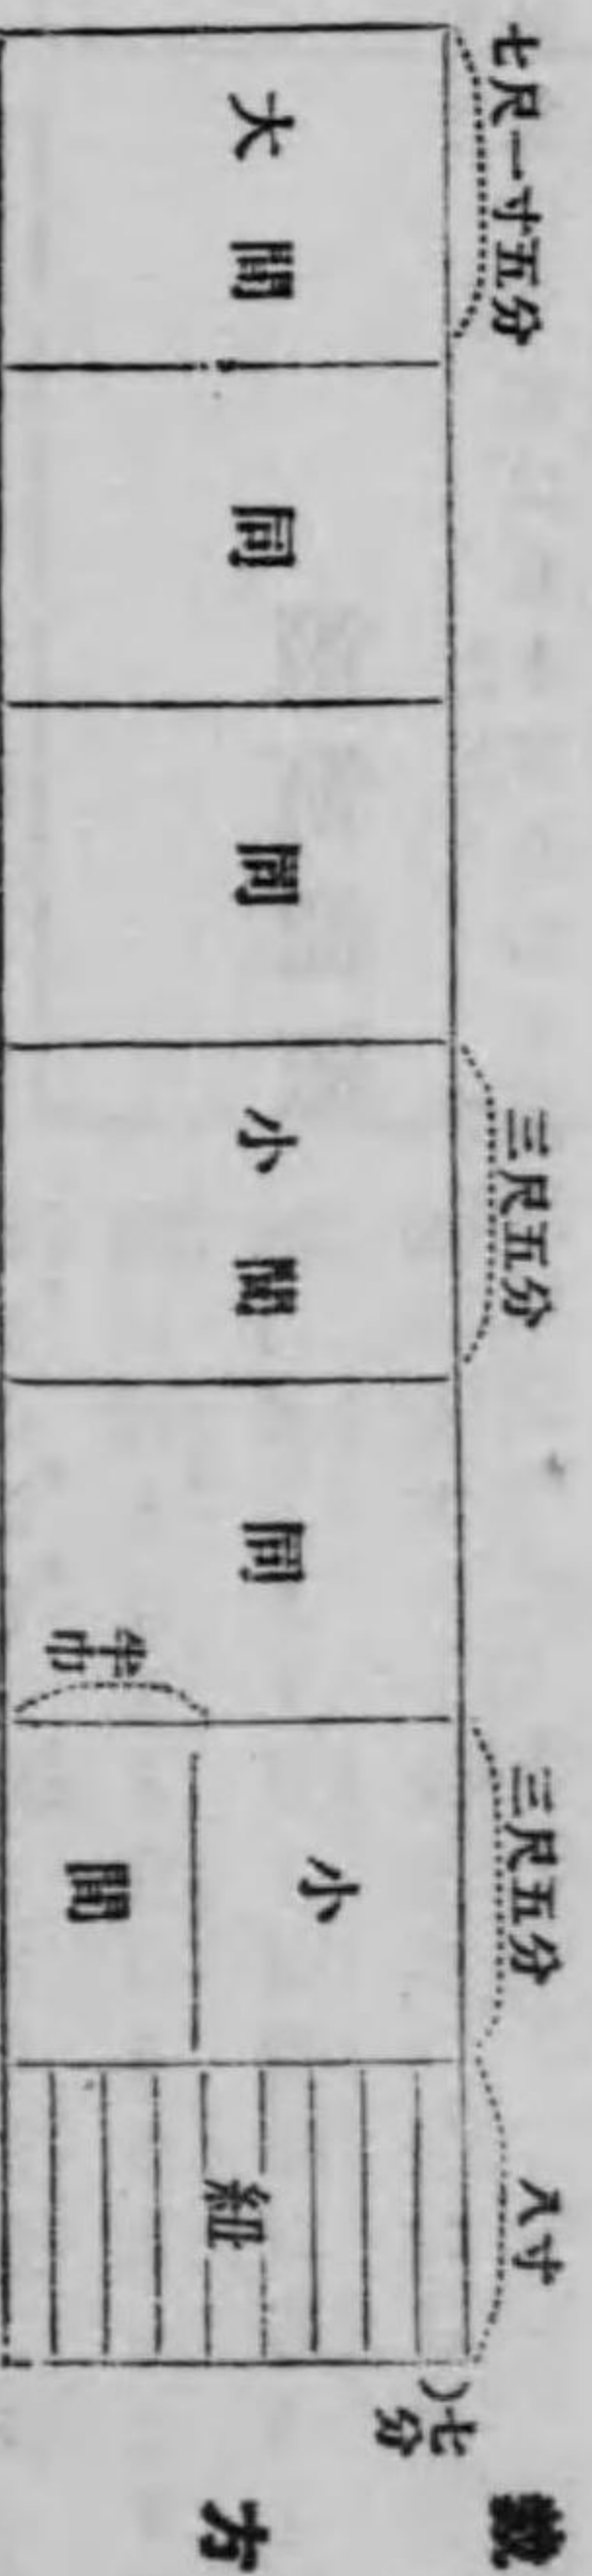 裁
方
七尺一寸五分
大間
同
同
三尺五分
小間
同
半巾
三尺五分
小
間
八寸
紐
七分